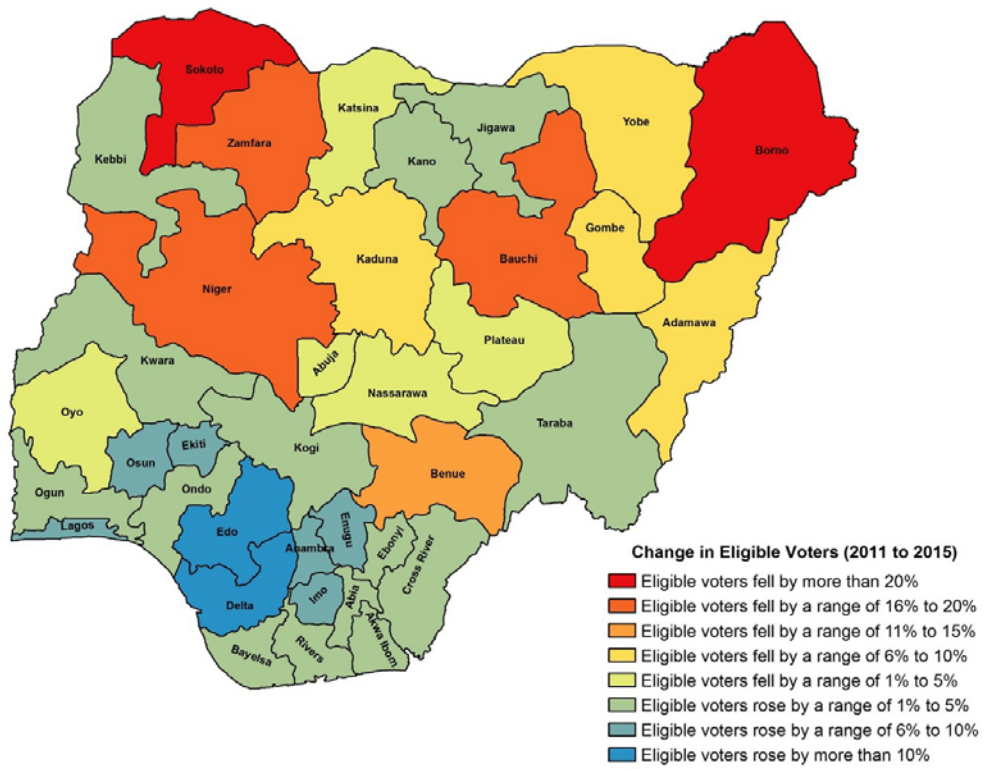 Sokoto
Katsina
Jigawa
Yobe
Borno
Zamfara
Kebbi
Kano
Gombe
Kaduna
Bauchi
Niger
Adamawa
Plateau
Abuja
Kwara
Nassarawa
Oyo
Taraba
Kogi
Ekiti
Osun
Benue
Ogun
Ondo
Lagos
Edo
Enugu
Anambra
Ebonyi
Cross River
Delta
Imo
Abia
Akwa Ibom
Bayelsa
Rivers
Change in Eligible Voters (2011 to 2015)
Eligible voters fell by more than 20%
Eligible voters fell by a range of 16% to 20%
Eligible voters fell by a range of 11% to 15%
Eligible voters fell by a range of 6% to 10%
Eligible voters fell by a range of 1% to 5%
Eligible voters rose by a range of 1% to 5%
Eligible voters rose by a range of 6% to 10%
Eligible voters rose by more than 10%